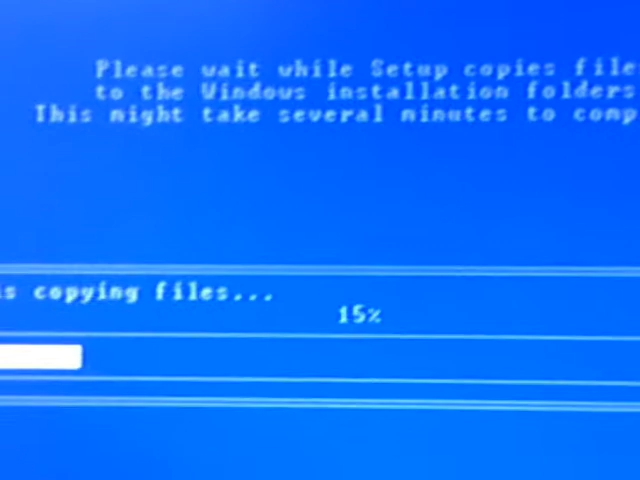 Please wait while Setup copies file
to the Windows installation folders
This might take several minutes to comp
s copying files...
15%